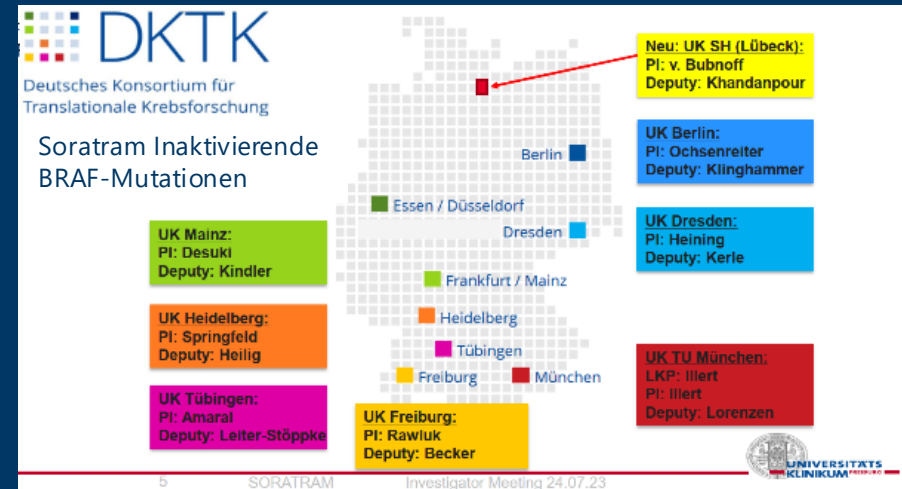 DKTK
Deutsches Konsortium für
Translationale Krebsforschung
Soratram Inaktivierende
BRAF-Mutationen
Neu: UK SH (Lübeck):
PI: v. Bubnoff
Deputy: Khandanpour
UK Berlin:
PI: Ochsenreiter
Deputy: Klinghammer
UK Dresden:
PI: Heining
Deputy: Kerle
UK TU München:
LKP: Illert
PI: Illert
Deputy: Lorenzen
UK Mainz:
PI: Desuki
Deputy: Kindler
UK Heidelberg:
PI: Springfeld
Deputy: Heilig
UK Tübingen:
PI: Amaral
Deputy: Leiter-Stöppke
UK Freiburg:
PI: Rawluk
Deputy: Becker
Berlin
Essen / Düsseldorf
Dresden
Frankfurt / Mainz
Heidelberg
Tübingen
Freiburg
München
5 SORATRAM Investigator Meeting 24.07.23
UNIVERSITÄTS
KLINIKUM FREIBURG